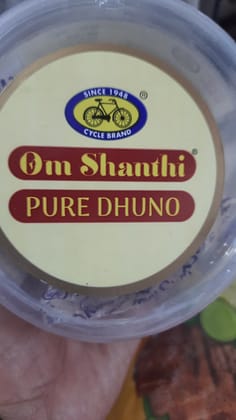 SINCE 1948
®
CYCLE BRAND
Om Shanthi®
PURE DHUNO